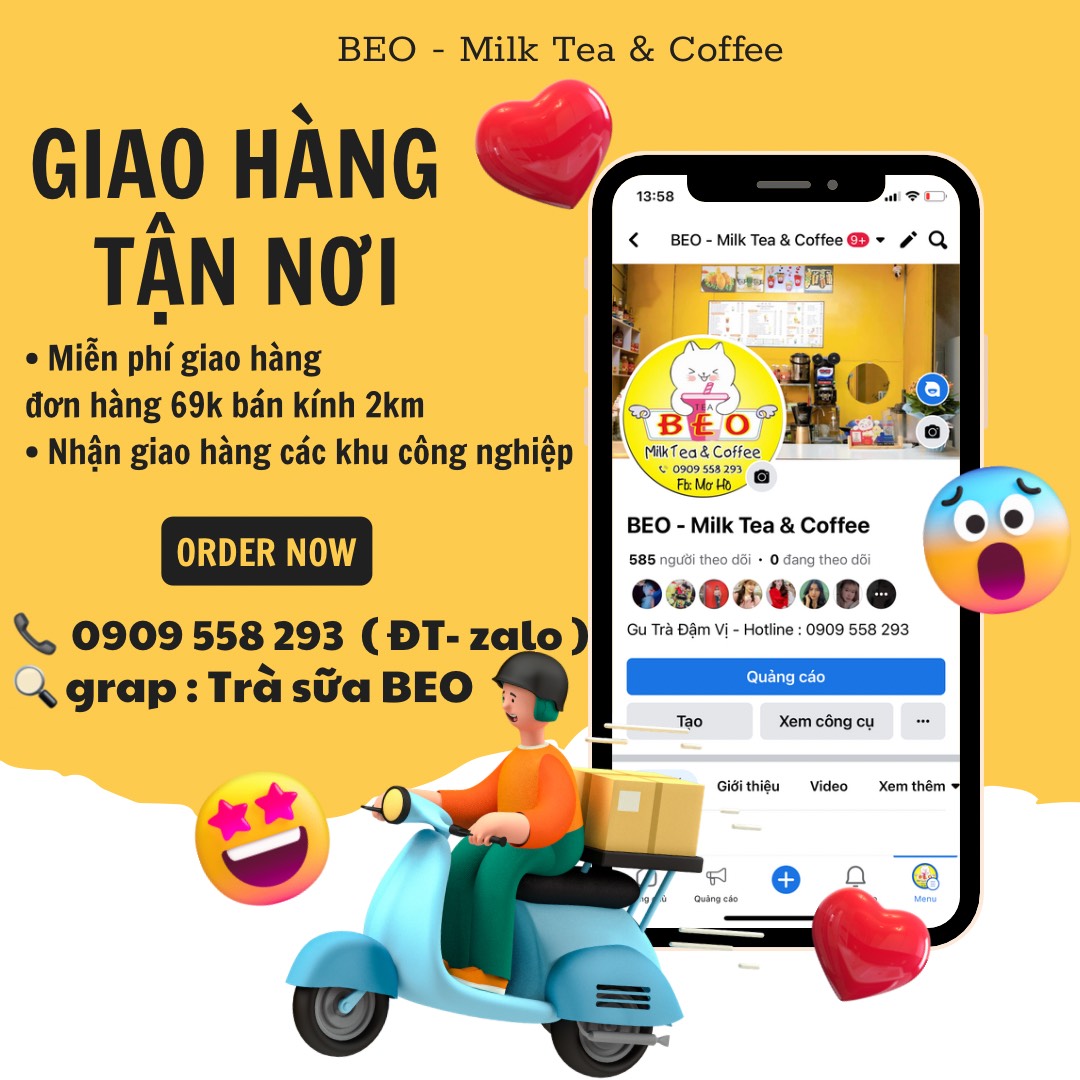 BEO - Milk Tea & Coffee
GIAO HÀNG
TẬN NƠI
• Miễn phí giao hàng
đơn hàng 69k bán kính 2km
• Nhận giao hàng các khu công nghiệp
ORDER NOW
0909 558 293 ( ĐT- zalo )
grap : Trà sữa BEO
13:58
BEO - Milk Tea & Coffee 9+
TEA
BEO
Milk Tea & Coffee
0909 558 293
Fb: Mơ Hồ
BEO - Milk Tea & Coffee
585 người theo dõi • 0 đang theo dõi
Gu Trà Đậm Vị - Hotline : 0909 558 293
Quảng cáo
Tạo
Xem công cụ
...
Giới thiệu Video Xem thêm
Quảng cáo
Menu